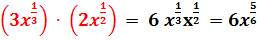 (3x^{1/3}) · (2x^{1/2}) = 6 x^{1/3}x^{1/2} = 6x^{5/6}